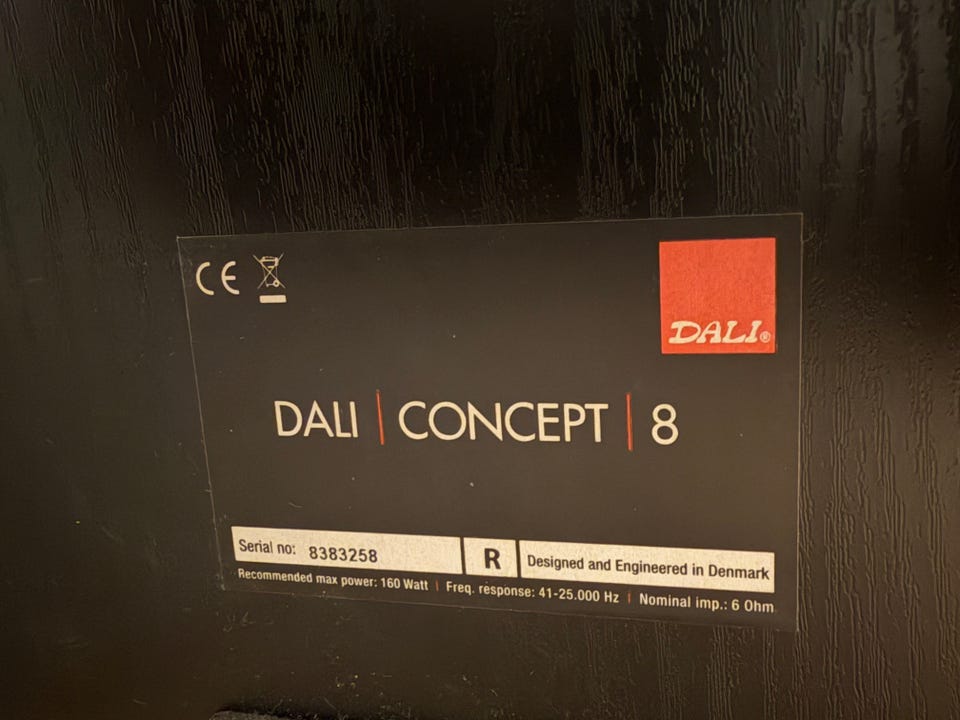 CE
DALI®
DALI | CONCEPT | 8
Serial no: 8383258
R
Designed and Engineered in Denmark
Recommended max power: 160 Watt | Freq. response: 41-25.000 Hz | Nominal imp.: 6 Ohm